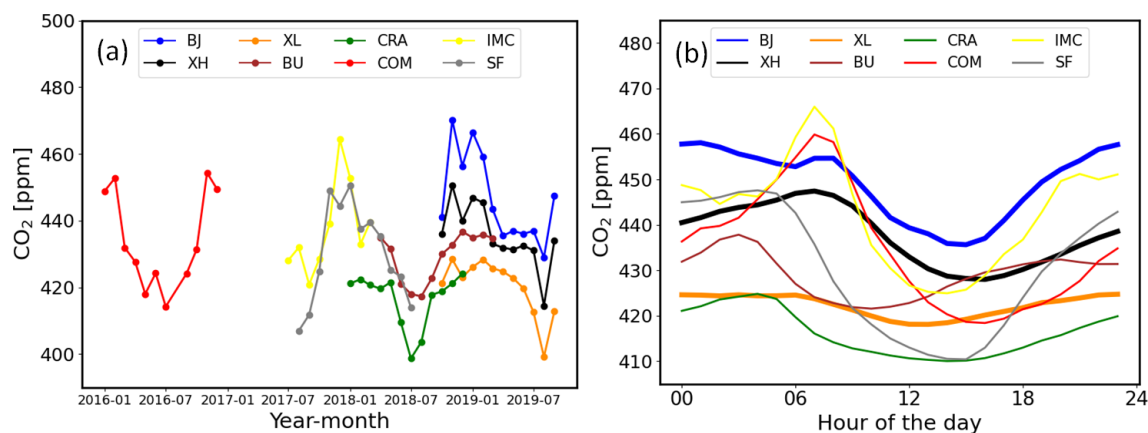 (a)
BJ XL CRA IMC
XH BU COM SF
500
480
460
440
420
400
CO₂ [ppm]
2016-01 2016-07 2017-01 2017-07 2018-01 2018-07 2019-01 2019-07
Year-month
(b)
BJ XL CRA IMC
XH BU COM SF
480
470
460
450
440
430
420
410
CO₂ [ppm]
00 06 12 18 24
Hour of the day